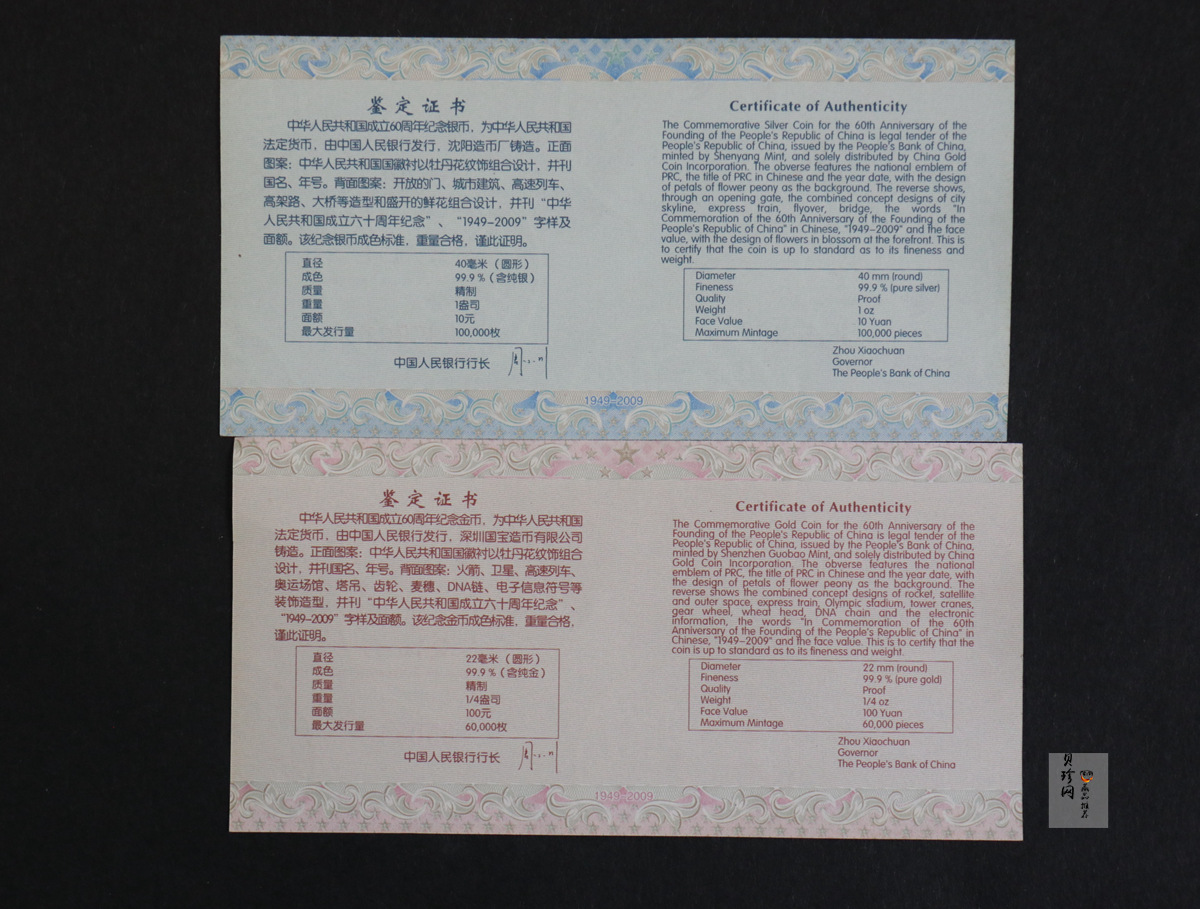 鉴定证书
中华人民共和国成立60周年纪念银币，为中华人民共和国
法定货币，由中国人民银行发行，沈阳造币厂铸造。正面
图案：中华人民共和国国徽衬以牡丹花纹饰组合设计，并刊
国名、年号。背面图案：开放的门、城市建筑、高速列车、
高架路、大桥等造型和盛开的鲜花组合设计，并刊“中华
人民共和国成立六十周年纪念”、“1949-2009”字样及
面额。该纪念银币成色标准，重量合格，谨此证明。
直径 40毫米（圆形）
成色 99.9％（含纯银）
质量 精制
重量 1盎司
面额 10元
最大发行量 100,000枚
中国人民银行行长
Certificate of Authenticity
The Commemorative Silver Coin for the 60th Anniversary of the
Founding of the People's Republic of China is legal tender of the
People's Republic of China, issued by the People's Bank of China,
minted by Shenyang Mint, and solely distributed by China Gold
Coin Incorporation. The obverse features the national emblem of
PRC, the title of PRC in Chinese and the year date, with the design
of petals of flower peony as the background. The reverse shows,
through an opening gate, the combined concept designs of city
skyline, express train, flyover, bridge, the words "In
Commemoration of the 60th Anniversary of the Founding of the
People's Republic of China" in Chinese, "1949-2009" and the face
value, with the design of flowers in blossom at the forefront. This is
to certify that the coin is up to standard as to its fineness and
weight.
Diameter 40 mm (round)
Fineness 99.9 % (pure silver)
Quality Proof
Weight 1 oz
Face Value 10 Yuan
Maximum Mintage 100,000 pieces
Zhou Xiaochuan
Governor
The People's Bank of China
1949-2009
鉴定证书
中华人民共和国成立60周年纪念金币，为中华人民共和国
法定货币，由中国人民银行发行，深圳国宝造币有限公司
铸造。正面图案：中华人民共和国国徽衬以牡丹花纹饰组合
设计，并刊国名、年号。背面图案：火箭、卫星、高速列车、
奥运场馆、塔吊、齿轮、麦穗、DNA链、电子信息符号等
装饰造型，并刊“中华人民共和国成立六十周年纪念”、
“1949-2009”字样及面额。该纪念金币成色标准，重量合格，
谨此证明。
直径 22毫米（圆形）
成色 99.9％（含纯金）
质量 精制
重量 1/4盎司
面额 100元
最大发行量 60,000枚
中国人民银行行长
Certificate of Authenticity
The Commemorative Gold Coin for the 60th Anniversary of the
Founding of the People's Republic of China is legal tender of the
People's Republic of China, issued by the People's Bank of China,
minted by Shenzhen Guobao Mint, and solely distributed by China
Gold Coin Incorporation. The obverse features the national
emblem of PRC, the title of PRC in Chinese and the year date, with
the design of petals of flower peony as the background. The
reverse shows the combined concept designs of rocket, satellite
and outer space, express train, Olympic stadium, tower cranes,
gear wheel, wheat head, DNA chain and the electronic
information, the words "In Commemoration of the 60th
Anniversary of the Founding of the People's Republic of China" in
Chinese, "1949-2009" and the face value. This is to certify that the
coin is up to standard as to its fineness and weight.
Diameter 22 mm (round)
Fineness 99.9 % (pure gold)
Quality Proof
Weight 1/4 oz
Face Value 100 Yuan
Maximum Mintage 60,000 pieces
Zhou Xiaochuan
Governor
The People's Bank of China
1949-2009
贝珍网
藏品推荐